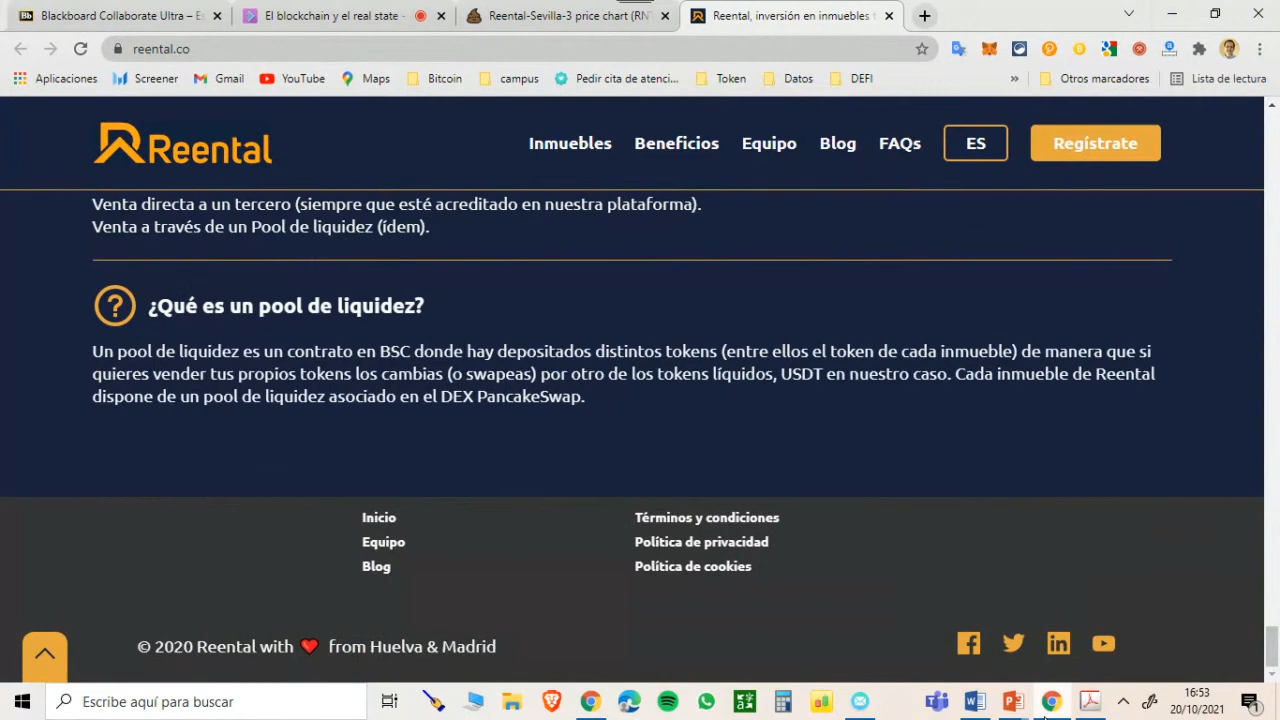 Blackboard Collaborate Ultra – Es
El blockchain y el real state -
Reental-Sevilla-3 price chart (RNT
Reental, inversión en inmuebles t
reental.co
Aplicaciones
Screener
Gmail
YouTube
Maps
Bitcoin
campus
Pedir cita de atenci...
Token
Datos
DEFI
»
Otros marcadores
Lista de lectura
Reental
Inmuebles
Beneficios
Equipo
Blog
FAQs
ES
Regístrate
Venta directa a un tercero (siempre que esté acreditado en nuestra plataforma).
Venta a través de un Pool de liquidez (ídem).
¿Qué es un pool de liquidez?
Un pool de liquidez es un contrato en BSC donde hay depositados distintos tokens (entre ellos el token de cada inmueble) de manera que si
quieres vender tus propios tokens los cambias (o swapeas) por otro de los tokens líquidos, USDT en nuestro caso. Cada inmueble de Reental
dispone de un pool de liquidez asociado en el DEX PancakeSwap.
Inicio
Términos y condiciones
Equipo
Política de privacidad
Blog
Política de cookies
© 2020 Reental with ❤ from Huelva & Madrid
Escribe aquí para buscar
16:53
20/10/2021